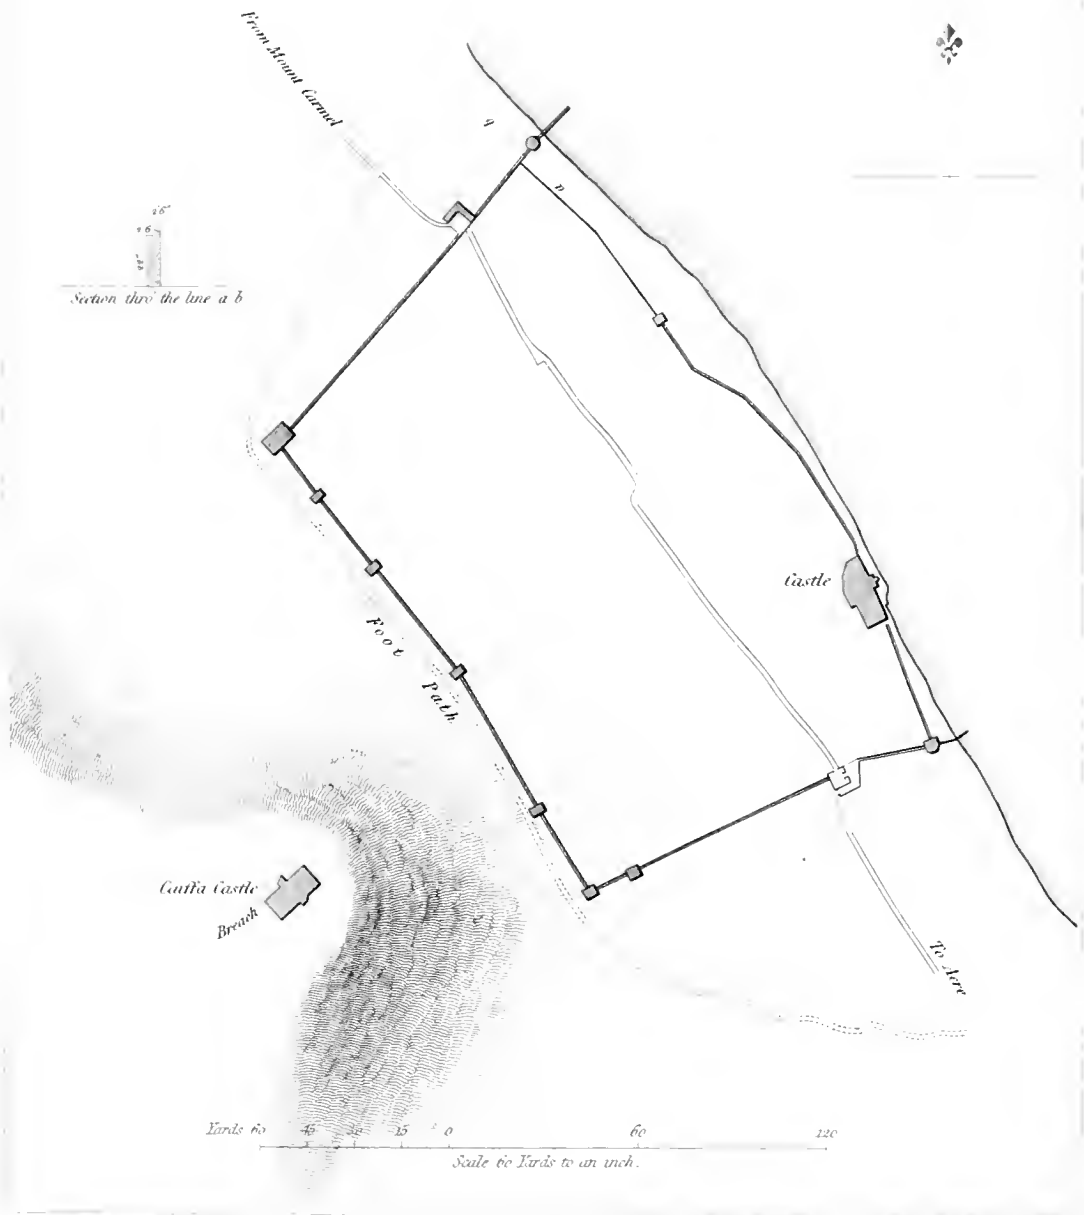 From Mount Carmel
q
n
26"
Section thro' the line a b
Castle
Foot
Path
Caiffa Castle
Breach
To Acre
Yards 60 45 30 15 0 60 120
Scale 60 Yards to an inch.